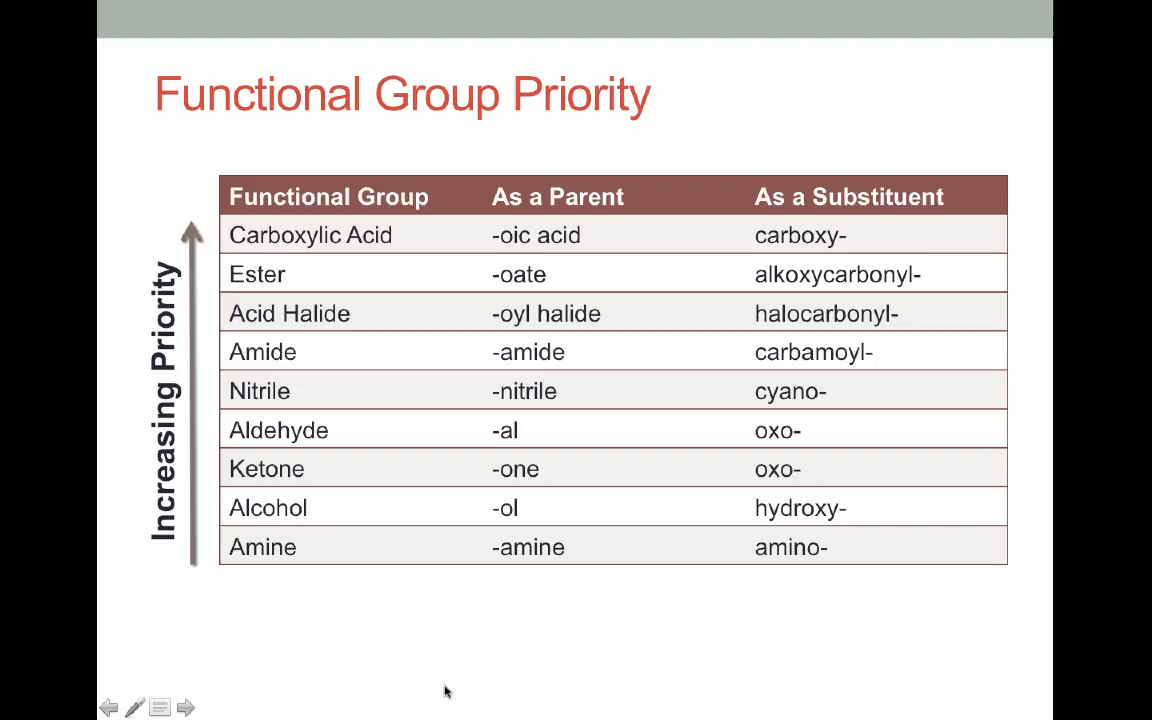 Functional Group Priority
Increasing Priority
Functional Group As a Parent As a Substituent
Carboxylic Acid -oic acid carboxy-
Ester -oate alkoxycarbonyl-
Acid Halide -oyl halide halocarbonyl-
Amide -amide carbamoyl-
Nitrile -nitrile cyano-
Aldehyde -al oxo-
Ketone -one oxo-
Alcohol -ol hydroxy-
Amine -amine amino-